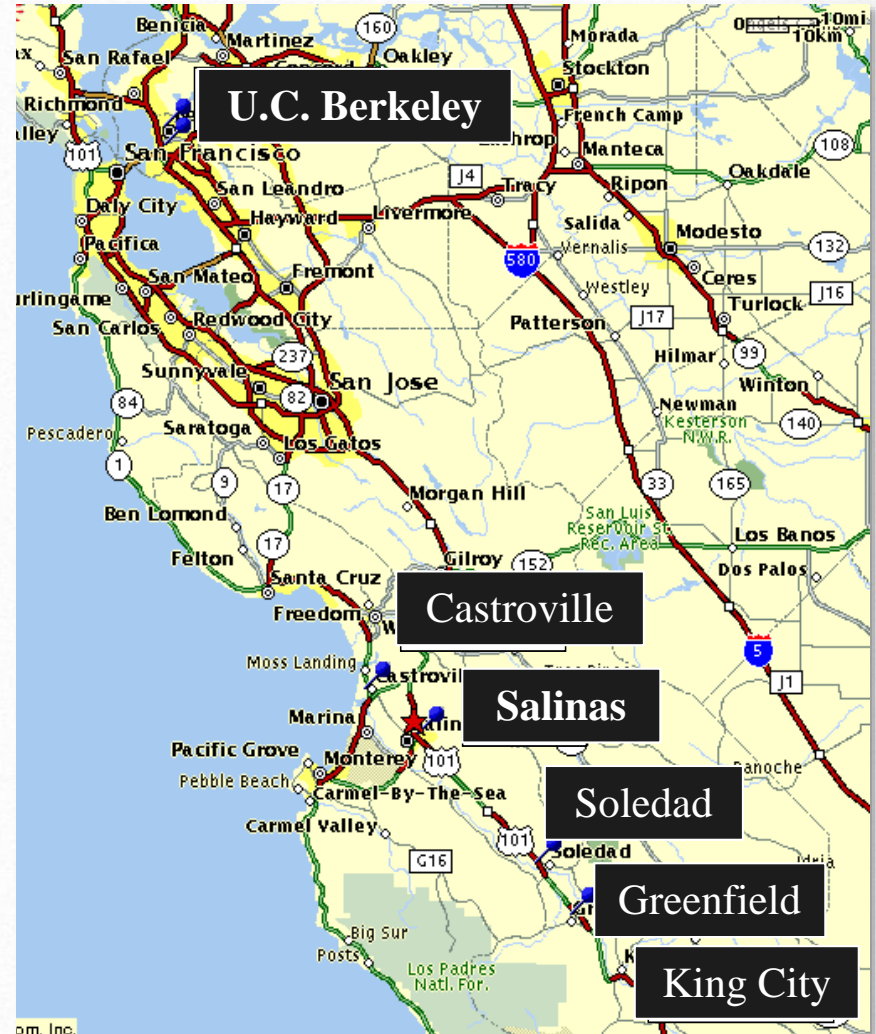 Benicia
160
Angels Ca
10mi
10km
Martinez
Morada
San Rafael
Oakley
Concord
Stockton
Richmond
U.C. Berkeley
French Camp
101
San Francisco
Manteca
108
J4
San Leandro
Tracy
Ripon
Oakdale
Daly City
Hayward
Livermore
Salida
Modesto
Pacifica
Vernalis
132
580
San Mateo
Fremont
Ceres
Westley
J16
Turlock
San Carlos
Redwood City
Patterson
J17
237
Hilmar
99
Sunnyvale
San Jose
Winton
82
84
Newman
Kesterson
N.W.R.
140
Saratoga
Pescadero
Los Gatos
1
9
17
33
165
Morgan Hill
Ben Lomond
San Luis
Reservoir St
Rec. Area
17
Los Banos
Felton
Gilroy
152
Dos Palos
Santa Cruz
Freedom
Castroville
5
Moss Landing
Castrovil
J1
Salinas
Marina
Pacific Grove
Monterey
101
Panoche
Pebble Beach
Carmel-By-The-Sea
Soledad
Carmel Valley
101
G16
Soledad
Greenfield
Big Sur
Posts
Los Padres
Natl. For.
King City
om, Inc.